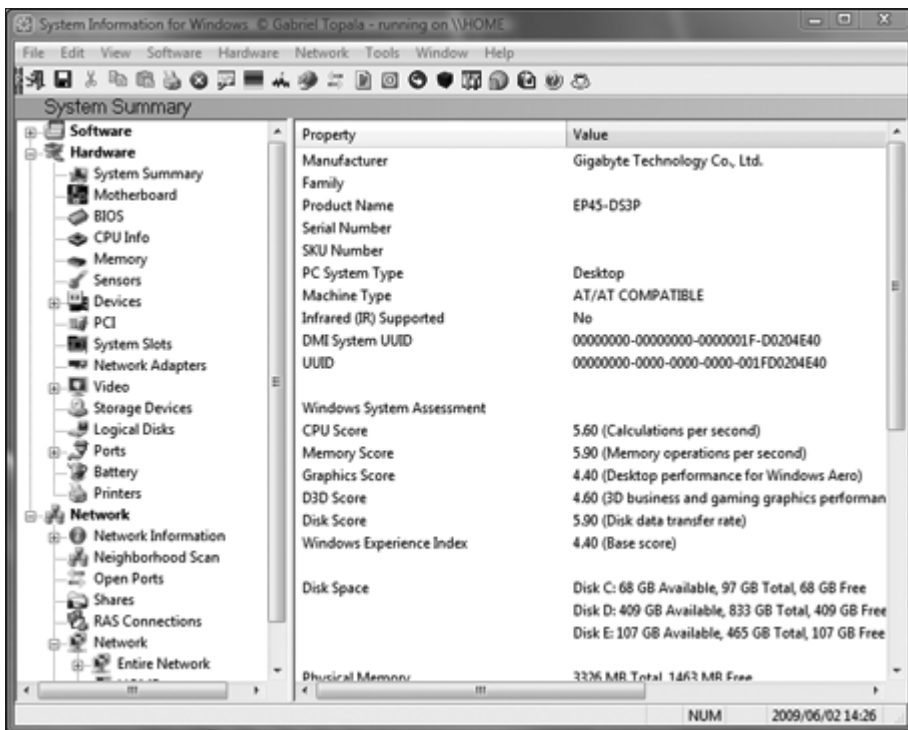 System Information for Windows © Gabriel Topala - running on \\HOME
File Edit View Software Hardware Network Tools Window Help
System Summary
Software
Hardware
System Summary
Motherboard
BIOS
CPU Info
Memory
Sensors
Devices
PCI
System Slots
Network Adapters
Video
Storage Devices
Logical Disks
Ports
Battery
Printers
Network
Network Information
Neighborhood Scan
Open Ports
Shares
RAS Connections
Network
Entire Network
Property Value
Manufacturer Gigabyte Technology Co., Ltd.
Family
Product Name EP45-DS3P
Serial Number
SKU Number
PC System Type Desktop
Machine Type AT/AT COMPATIBLE
Infrared (IR) Supported No
DMI System UUID 00000000-00000000-0000001F-D0204E40
UUID 00000000-0000-0000-0000-001FD0204E40
Windows System Assessment
CPU Score 5.60 (Calculations per second)
Memory Score 5.90 (Memory operations per second)
Graphics Score 4.40 (Desktop performance for Windows Aero)
D3D Score 4.60 (3D business and gaming graphics performan
Disk Score 5.90 (Disk data transfer rate)
Windows Experience Index 4.40 (Base score)
Disk Space Disk C: 68 GB Available, 97 GB Total, 68 GB Free
Disk D: 409 GB Available, 833 GB Total, 409 GB Free
Disk E: 107 GB Available, 465 GB Total, 107 GB Free
Physical Memory 3326 MB Total, 1463 MB Free
NUM 2009/06/02 14:26